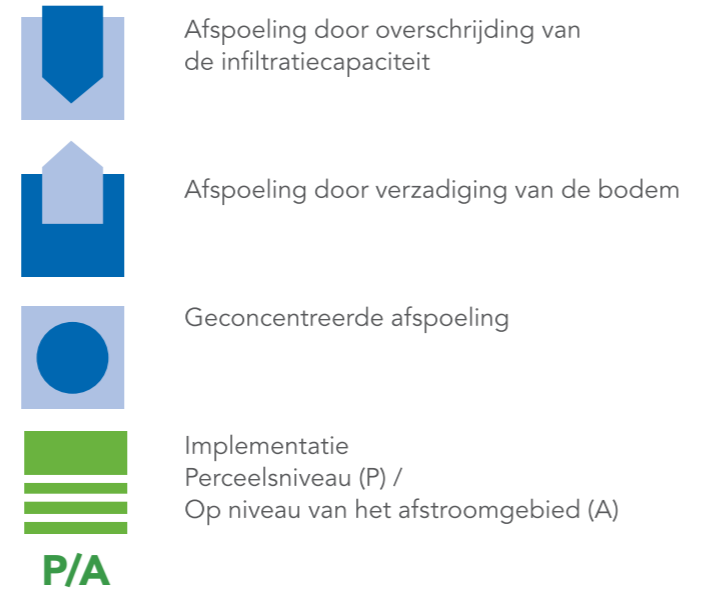 Afspoeling door overschrijding van
de infiltratiecapaciteit
Afspoeling door verzadiging van de bodem
Geconcentreerde afspoeling
Implementatie
Perceelsniveau (P) /
Op niveau van het afstroomgebied (A)
P/A